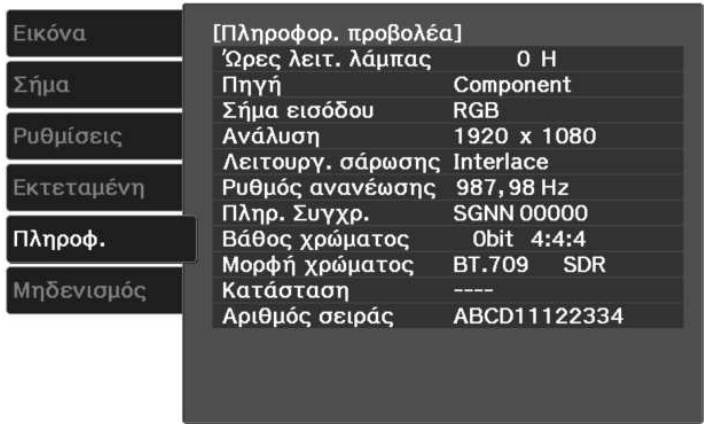 Εικόνα
Σήμα
Ρυθμίσεις
Εκτεταμένη
Πληροφ.
Μηδενισμός
[Πληροφορ. προβολέα]
Ώρες λειτ. λάμπας 0 H
Πηγή Component
Σήμα εισόδου RGB
Ανάλυση 1920 x 1080
Λειτουργ. σάρωσης Interlace
Ρυθμός ανανέωσης 987,98 Hz
Πληρ. Συγχρ. SGNN 00000
Βάθος χρώματος 0bit 4:4:4
Μορφή χρώματος BT.709 SDR
Κατάσταση ----
Αριθμός σειράς ABCD11122334